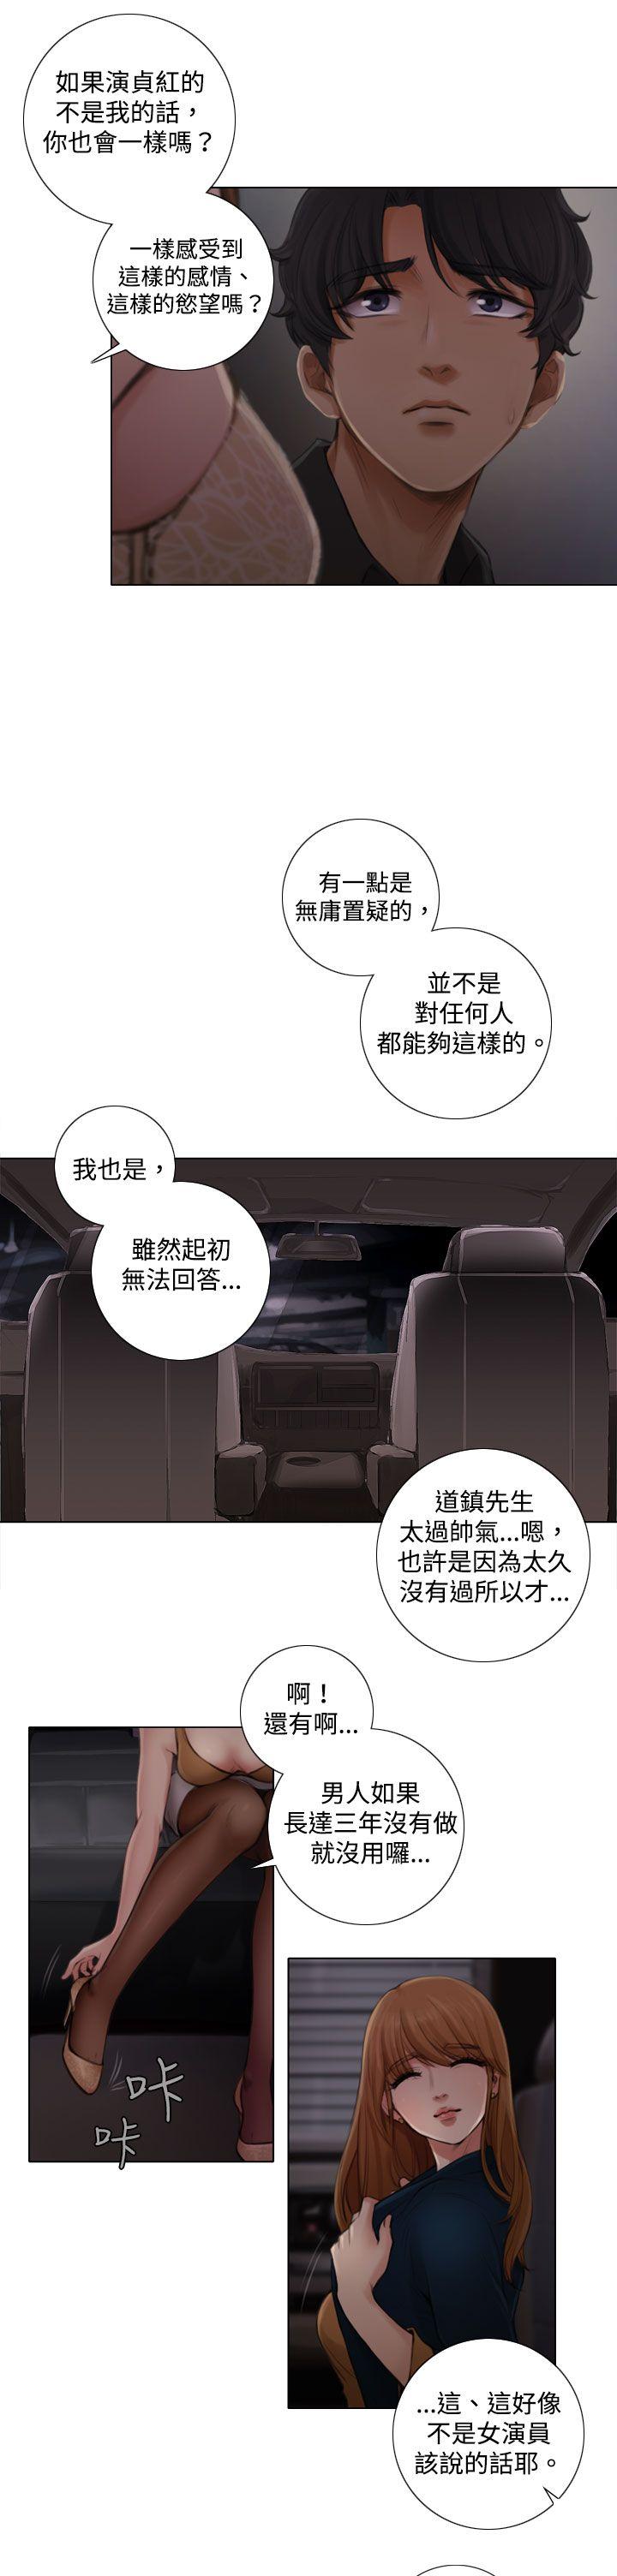 如果演貞紅的
不是我的話，
你也會一樣嗎？
一樣感受到
這樣的感情、
這樣的慾望嗎？
有一點是
無庸置疑的，
並不是
對任何人
都能夠這樣的。
我也是，
雖然起初
無法回答...
道鎮先生
太過帥氣...嗯，
也許是因為太久
沒有過所以才...
啊！
還有啊...
男人如果
長達三年沒有做
就沒用囉...
咔
咔
...這、這好像
不是女演員
該說的話耶。